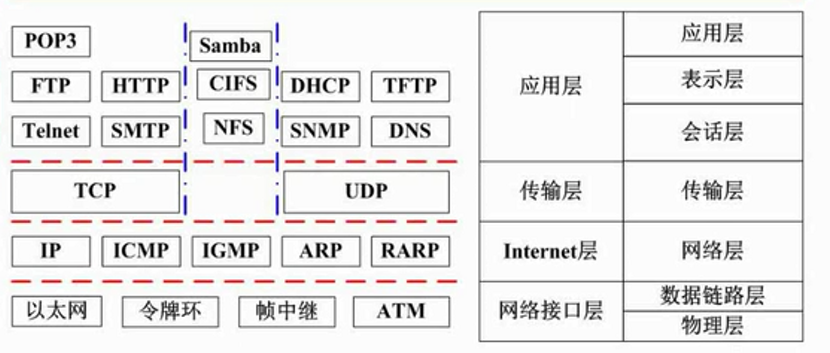 POP3
Samba
FTP HTTP CIFS DHCP TFTP
Telnet SMTP NFS SNMP DNS
TCP UDP
IP ICMP IGMP ARP RARP
以太网 令牌环 帧中继 ATM
应用层 应用层
表示层
会话层
传输层 传输层
Internet层 网络层
网络接口层 数据链路层
物理层